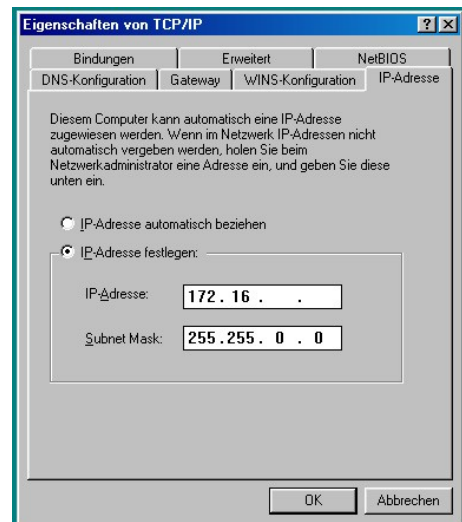 Eigenschaften von TCP/IP
Bindungen Erweitert NetBIOS
DNS-Konfiguration Gateway WINS-Konfiguration IP-Adresse
Diesem Computer kann automatisch eine IP-Adresse
zugewiesen werden. Wenn im Netzwerk IP-Adressen nicht
automatisch vergeben werden, holen Sie beim
Netzwerkadministrator eine Adresse ein, und geben Sie diese
unten ein.
IP-Adresse automatisch beziehen
IP-Adresse festlegen:
IP-Adresse: 172.16 . .
Subnet Mask: 255.255. 0 . 0
OK Abbrechen